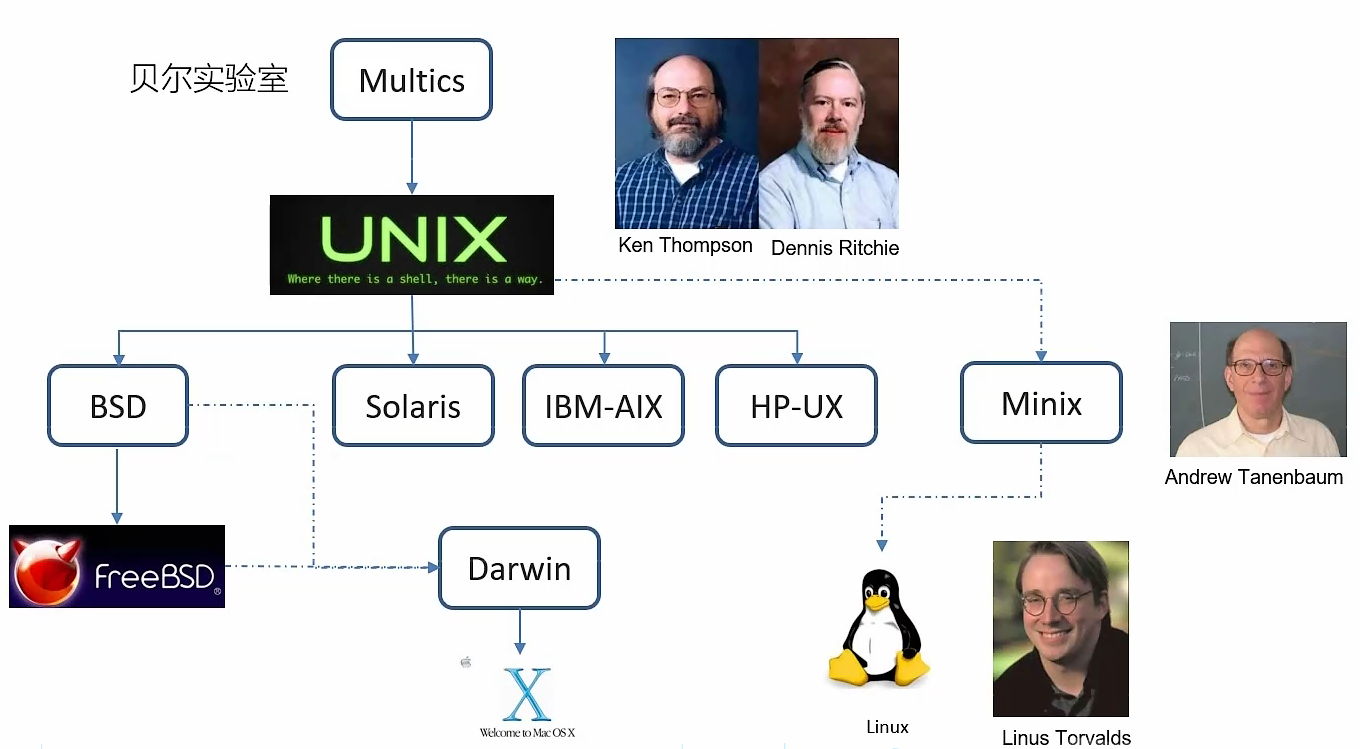 贝尔实验室
Multics
Ken Thompson
Dennis Ritchie
UNIX
Where there is a shell, there is a way.
BSD
Solaris
IBM-AIX
HP-UX
Minix
Andrew Tanenbaum
FreeBSD®
Darwin
X
Welcome to Mac OS X
Linux
Linus Torvalds